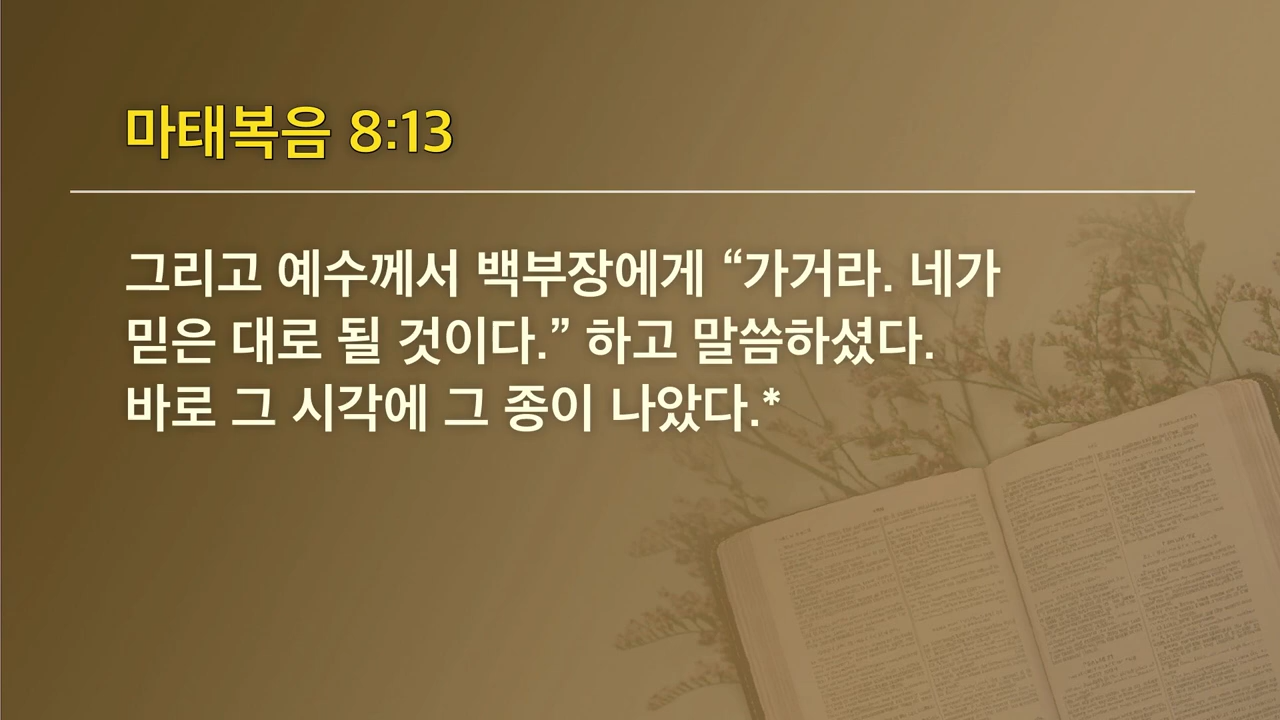 마태복음 8:13
그리고 예수께서 백부장에게 “가거라. 네가
믿은 대로 될 것이다.” 하고 말씀하셨다.
바로 그 시각에 그 종이 나았다.*